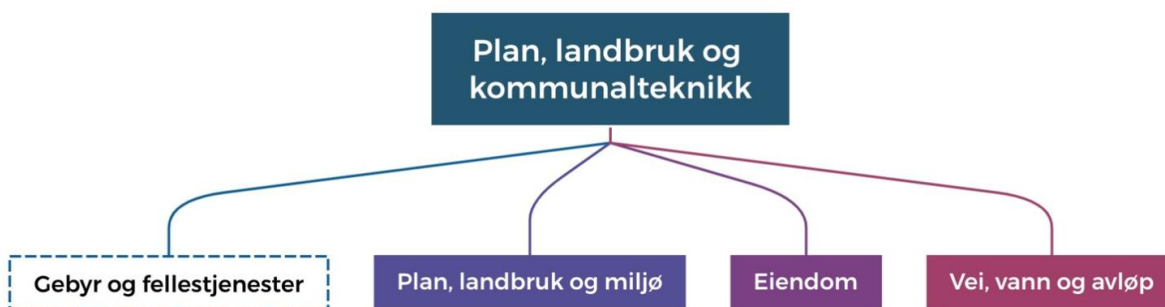 Plan, landbruk og
kommunalteknikk
Gebyr og fellestjenester
Plan, landbruk og miljø
Eiendom
Vei, vann og avløp